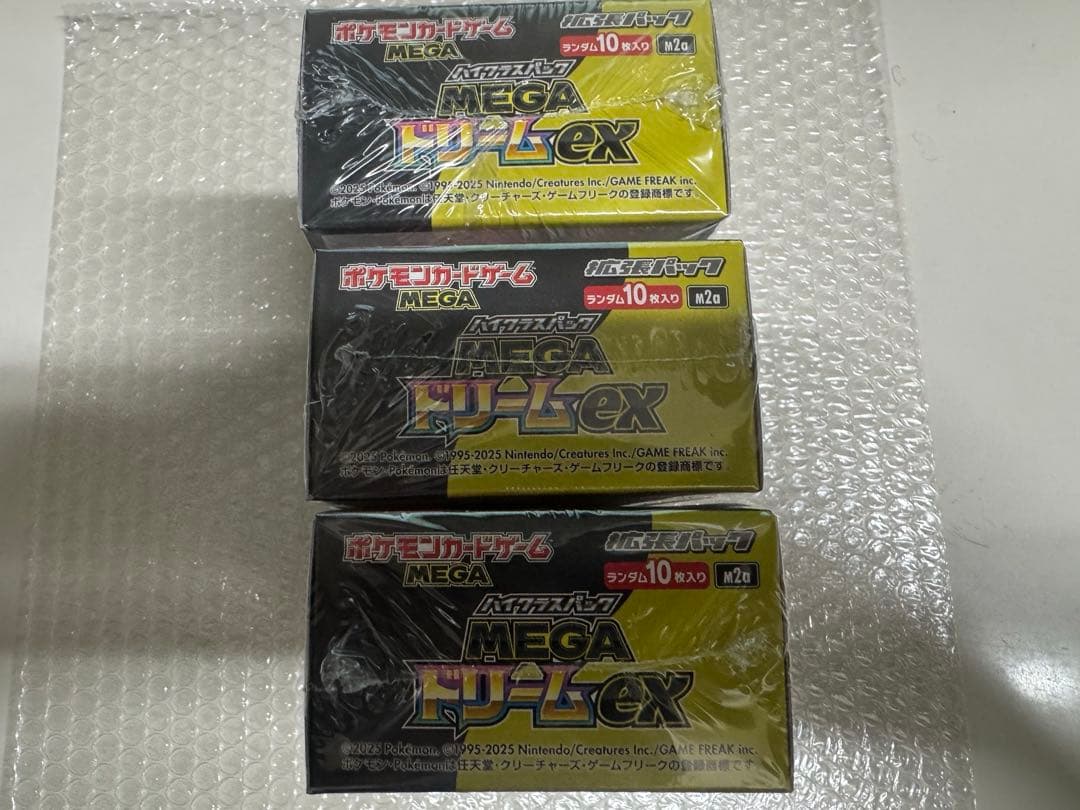 ポケモンカードゲーム
MEGA
拡張パック
ランダム10枚入り M2a
ハイクラスパック
MEGA
ドリームex
©2025 Pokémon. ©1995-2025 Nintendo/Creatures Inc./GAME FREAK inc.
ポケモン・Pokémonは任天堂・クリーチャーズ・ゲームフリークの登録商標です。
ポケモンカードゲーム
MEGA
拡張パック
ランダム10枚入り M2a
ハイクラスパック
MEGA
ドリームex
©2025 Pokémon. ©1995-2025 Nintendo/Creatures Inc./GAME FREAK inc.
ポケモン・Pokémonは任天堂・クリーチャーズ・ゲームフリークの登録商標です。
ポケモンカードゲーム
MEGA
拡張パック
ランダム10枚入り M2a
ハイクラスパック
MEGA
ドリームex
©2025 Pokémon. ©1995-2025 Nintendo/Creatures Inc./GAME FREAK inc.
ポケモン・Pokémonは任天堂・クリーチャーズ・ゲームフリークの登録商標です。